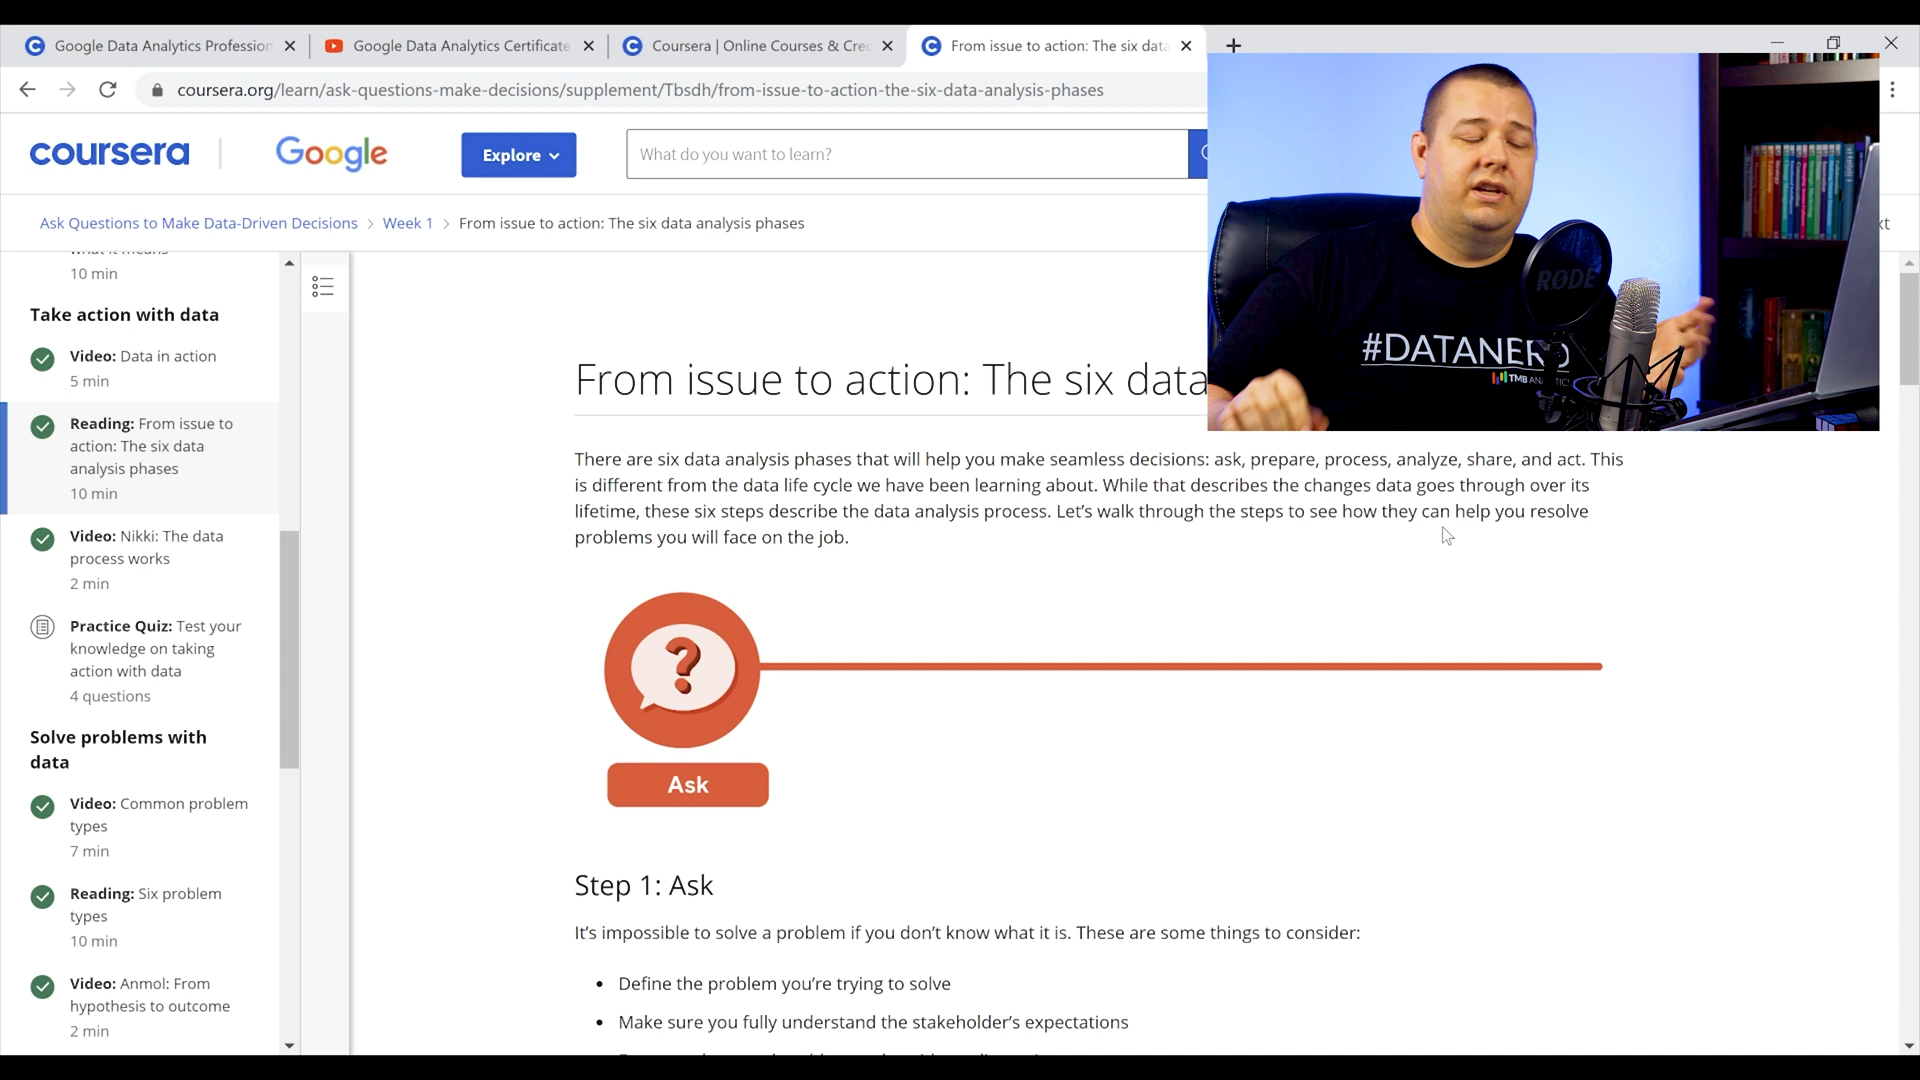 Google Data Analytics Profession
Google Data Analytics Certificate
Coursera | Online Courses & Crec
From issue to action: The six data
coursera.org/learn/ask-questions-make-decisions/supplement/Tbsdh/from-issue-to-action-the-six-data-analysis-phases
coursera
Google
Explore
What do you want to learn?
Ask Questions to Make Data-Driven Decisions > Week 1 > From issue to action: The six data analysis phases
what it means
10 min
Take action with data
Video: Data in action
5 min
Reading: From issue to
action: The six data
analysis phases
10 min
Video: Nikki: The data
process works
2 min
Practice Quiz: Test your
knowledge on taking
action with data
4 questions
Solve problems with
data
Video: Common problem
types
7 min
Reading: Six problem
types
10 min
Video: Anmol: From
hypothesis to outcome
2 min
From issue to action: The six data
There are six data analysis phases that will help you make seamless decisions: ask, prepare, process, analyze, share, and act. This
is different from the data life cycle we have been learning about. While that describes the changes data goes through over its
lifetime, these six steps describe the data analysis process. Let's walk through the steps to see how they can help you resolve
problems you will face on the job.
?
Ask
Step 1: Ask
It's impossible to solve a problem if you don't know what it is. These are some things to consider:
• Define the problem you're trying to solve
• Make sure you fully understand the stakeholder's expectations
RØDE
#DATANERD
TMB